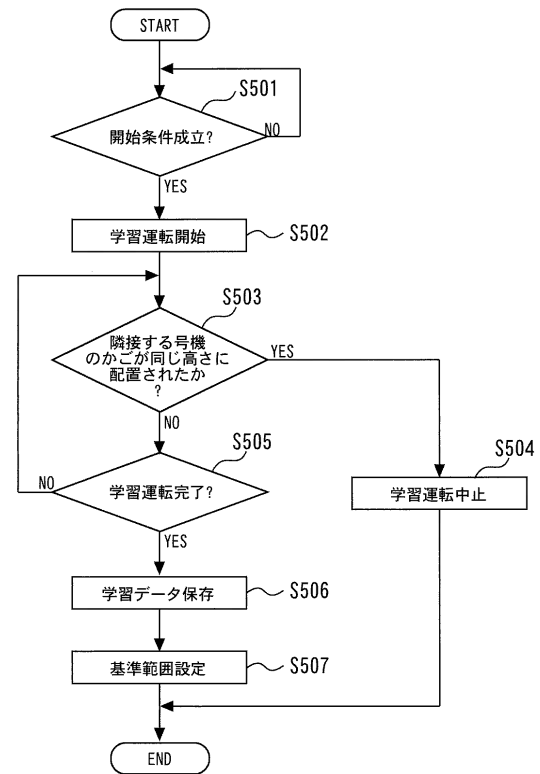 START
S501
開始条件成立?
NO
YES
学習運転開始
S502
S503
隣接する号機
のかごが同じ高さに
配置されたか
?
YES
NO
S505
S504
NO
学習運転完了?
学習運転中止
YES
学習データ保存
S506
基準範囲設定
S507
END